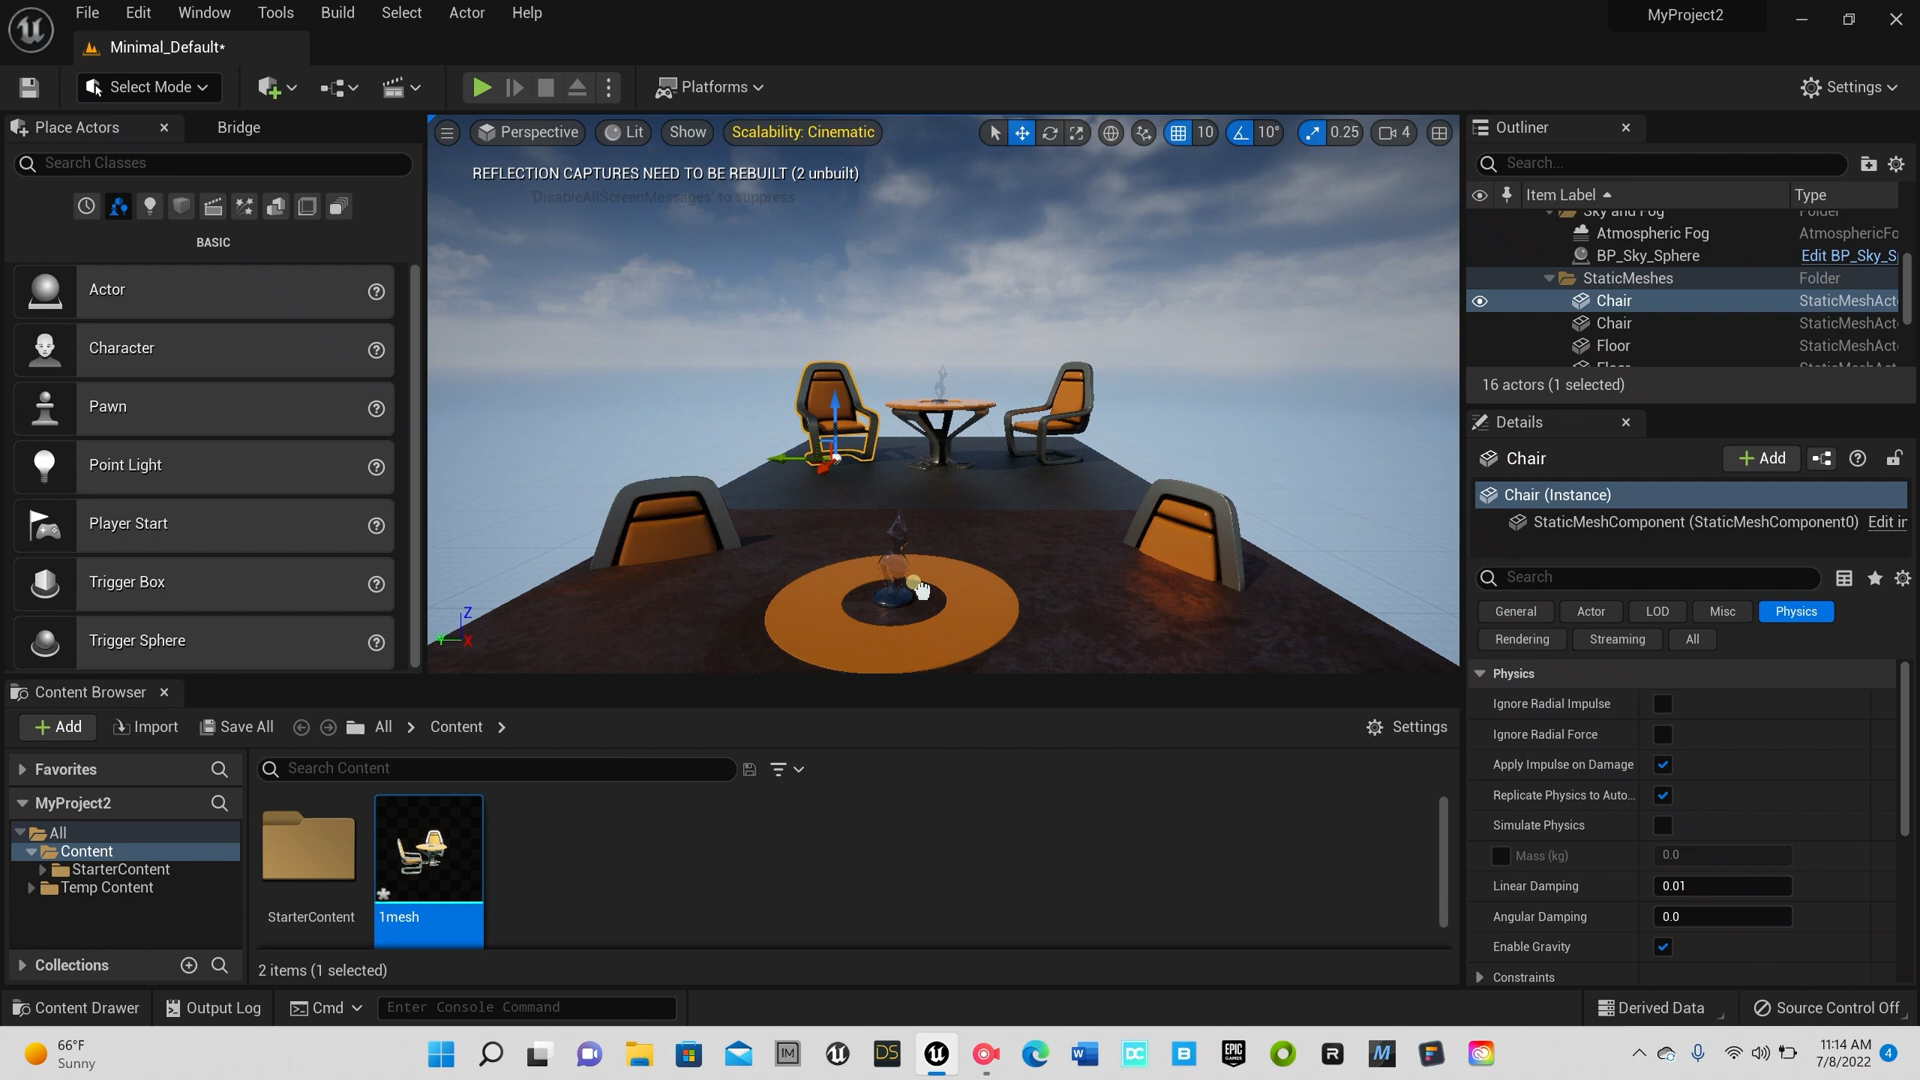 File Edit Window Tools Build Select Actor Help
MyProject2
Minimal_Default*
Select Mode
Platforms
Settings
Place Actors
Bridge
Search Classes
BASIC
Actor
Character
Pawn
Point Light
Player Start
Trigger Box
Trigger Sphere
Perspective Lit Show Scalability: Cinematic 10 10° 0.25 4
REFLECTION CAPTURES NEED TO BE REBUILT (2 unbuilt)
'DisableAllScreenMessages' to suppress
Z
Y X
Outliner
Search...
Item Label Type
Sky and Fog Folder
Atmospheric Fog AtmosphericFo
BP_Sky_Sphere Edit BP_Sky_S
StaticMeshes Folder
Chair StaticMeshAct
Chair StaticMeshAct
Floor StaticMeshAct
16 actors (1 selected)
Details
Chair
Add
Chair (Instance)
StaticMeshComponent (StaticMeshComponent0) Edit in
Search
General Actor LOD Misc Physics
Rendering Streaming All
Physics
Ignore Radial Impulse
Ignore Radial Force
Apply Impulse on Damage
Replicate Physics to Auto...
Simulate Physics
Mass (kg) 0.0
Linear Damping 0.01
Angular Damping 0.0
Enable Gravity
Constraints
Content Browser
Add Import Save All All Content
Settings
Favorites
MyProject2
All
Content
StarterContent
Temp Content
Collections
Search Content
StarterContent
1mesh
2 items (1 selected)
Content Drawer Output Log Cmd Enter Console Command
Derived Data Source Control Off
66°F
Sunny
IM
DS
DC
B
EPIC
GAMES
R
11:14 AM
7/8/2022
4